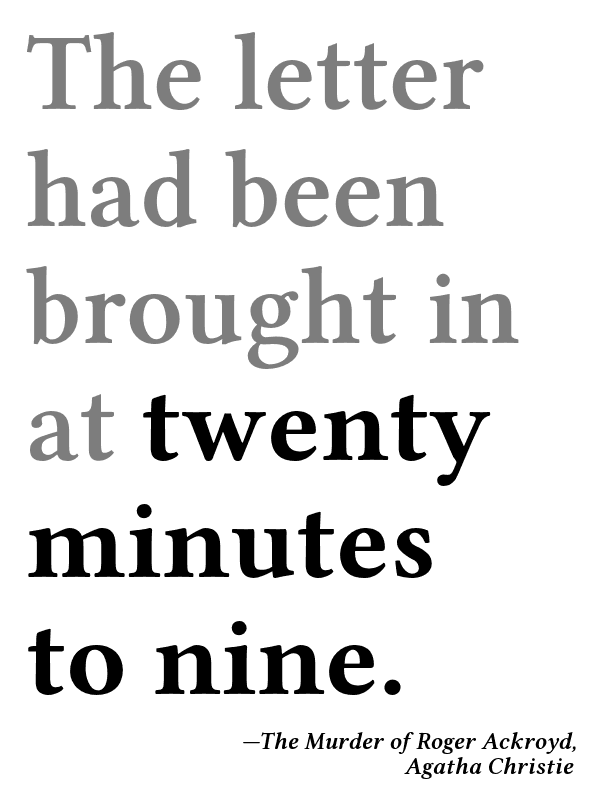 The letter
had been
brought in
at twenty
minutes
to nine.
—The Murder of Roger Ackroyd,
Agatha Christie